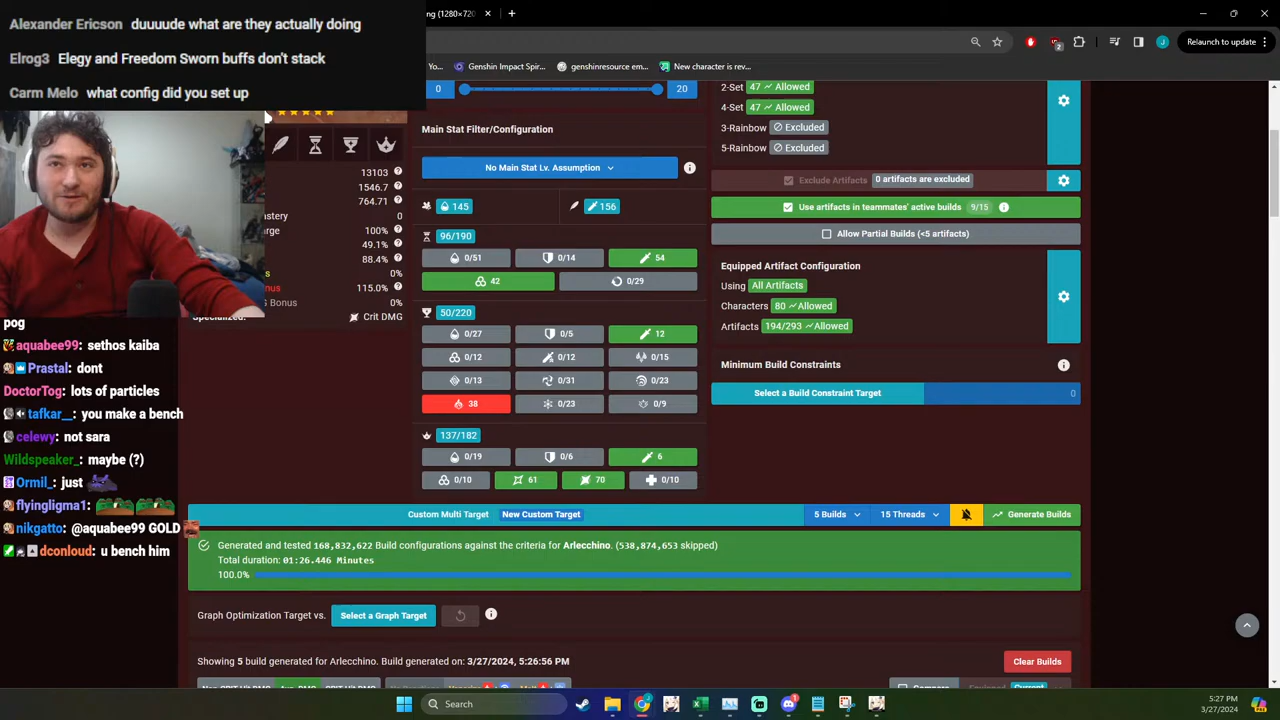 Alexander Ericson duuuude what are they actually doing
Elrog3 Elegy and Freedom Sworn buffs don't stack
Carm Melo what config did you set up
ng (1280×720
Relaunch to update
Yo...
Genshin Impact Spir...
genshinresource em...
New character is rev...
0
20
Main Stat Filter/Configuration
No Main Stat Lv. Assumption
145
156
96/190
0/51
0/14
54
42
0/29
50/220
0/27
0/5
12
0/12
0/12
0/15
0/13
0/31
0/23
38
0/23
0/9
137/182
0/19
0/6
6
0/10
61
70
0/10
2-Set 47 Allowed
4-Set 47 Allowed
3-Rainbow Excluded
5-Rainbow Excluded
Exclude Artifacts 0 artifacts are excluded
Use artifacts in teammates' active builds 9/15
Allow Partial Builds (<5 artifacts)
Equipped Artifact Configuration
Using All Artifacts
Characters 80 Allowed
Artifacts 194/293 Allowed
Minimum Build Constraints
Select a Build Constraint Target
0
13103
1546.7
764.71
astery 0
arge 100%
49.1%
88.4%
0%
onus 115.0%
G Bonus 0%
Specialized: Crit DMG
pog
aquabee99: sethos kaiba
Prastal: dont
DoctorTog: lots of particles
tafkar__: you make a bench
celewy: not sara
Wildspeaker_: maybe (?)
Ormil_: just
flyingligma1:
nikgatto: @aquabee99 GOLD
dconloud: u bench him
Custom Multi Target New Custom Target
5 Builds
15 Threads
Generate Builds
Generated and tested 168,832,622 Build configurations against the criteria for Arlecchino. (538,874,653 skipped)
Total duration: 01:26.446 Minutes
100.0%
Graph Optimization Target vs. Select a Graph Target
Showing 5 build generated for Arlecchino. Build generated on: 3/27/2024, 5:26:56 PM
Clear Builds
Compare
Equipped Current
Search
5:27 PM
3/27/2024